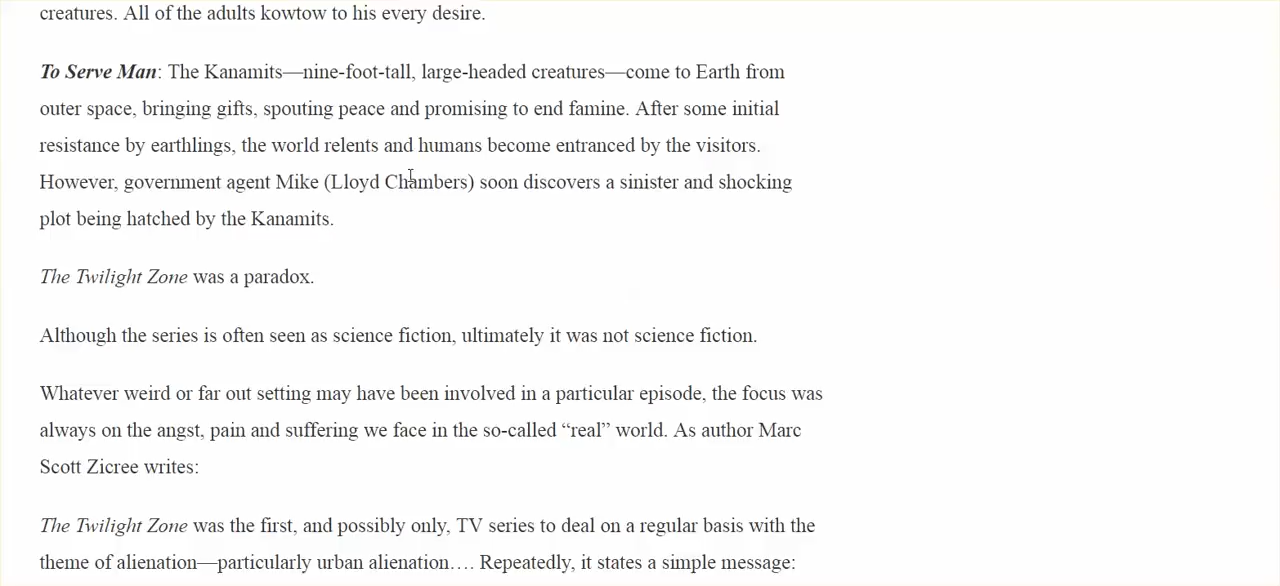 creatures. All of the adults kowtow to his every desire.
To Serve Man: The Kanamits—nine-foot-tall, large-headed creatures—come to Earth from
outer space, bringing gifts, spouting peace and promising to end famine. After some initial
resistance by earthlings, the world relents and humans become entranced by the visitors.
However, government agent Mike (Lloyd Chambers) soon discovers a sinister and shocking
plot being hatched by the Kanamits.
The Twilight Zone was a paradox.
Although the series is often seen as science fiction, ultimately it was not science fiction.
Whatever weird or far out setting may have been involved in a particular episode, the focus was
always on the angst, pain and suffering we face in the so-called “real” world. As author Marc
Scott Zicree writes:
The Twilight Zone was the first, and possibly only, TV series to deal on a regular basis with the
theme of alienation—particularly urban alienation…. Repeatedly, it states a simple message: